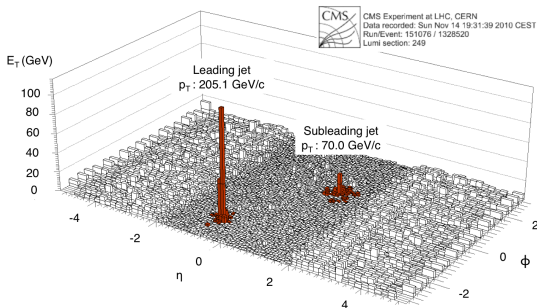 CMS
CMS Experiment at LHC, CERN
Data recorded: Sun Nov 14 19:31:39 2010 CEST
Run/Event: 151076 / 1328520
Lumi section: 249
E_T (GeV)
Leading jet
p_T : 205.1 GeV/c
Subleading jet
p_T : 70.0 GeV/c
100
80
60
40
20
0
-4
-2
0
2
4
η
-2
0
2
ϕ